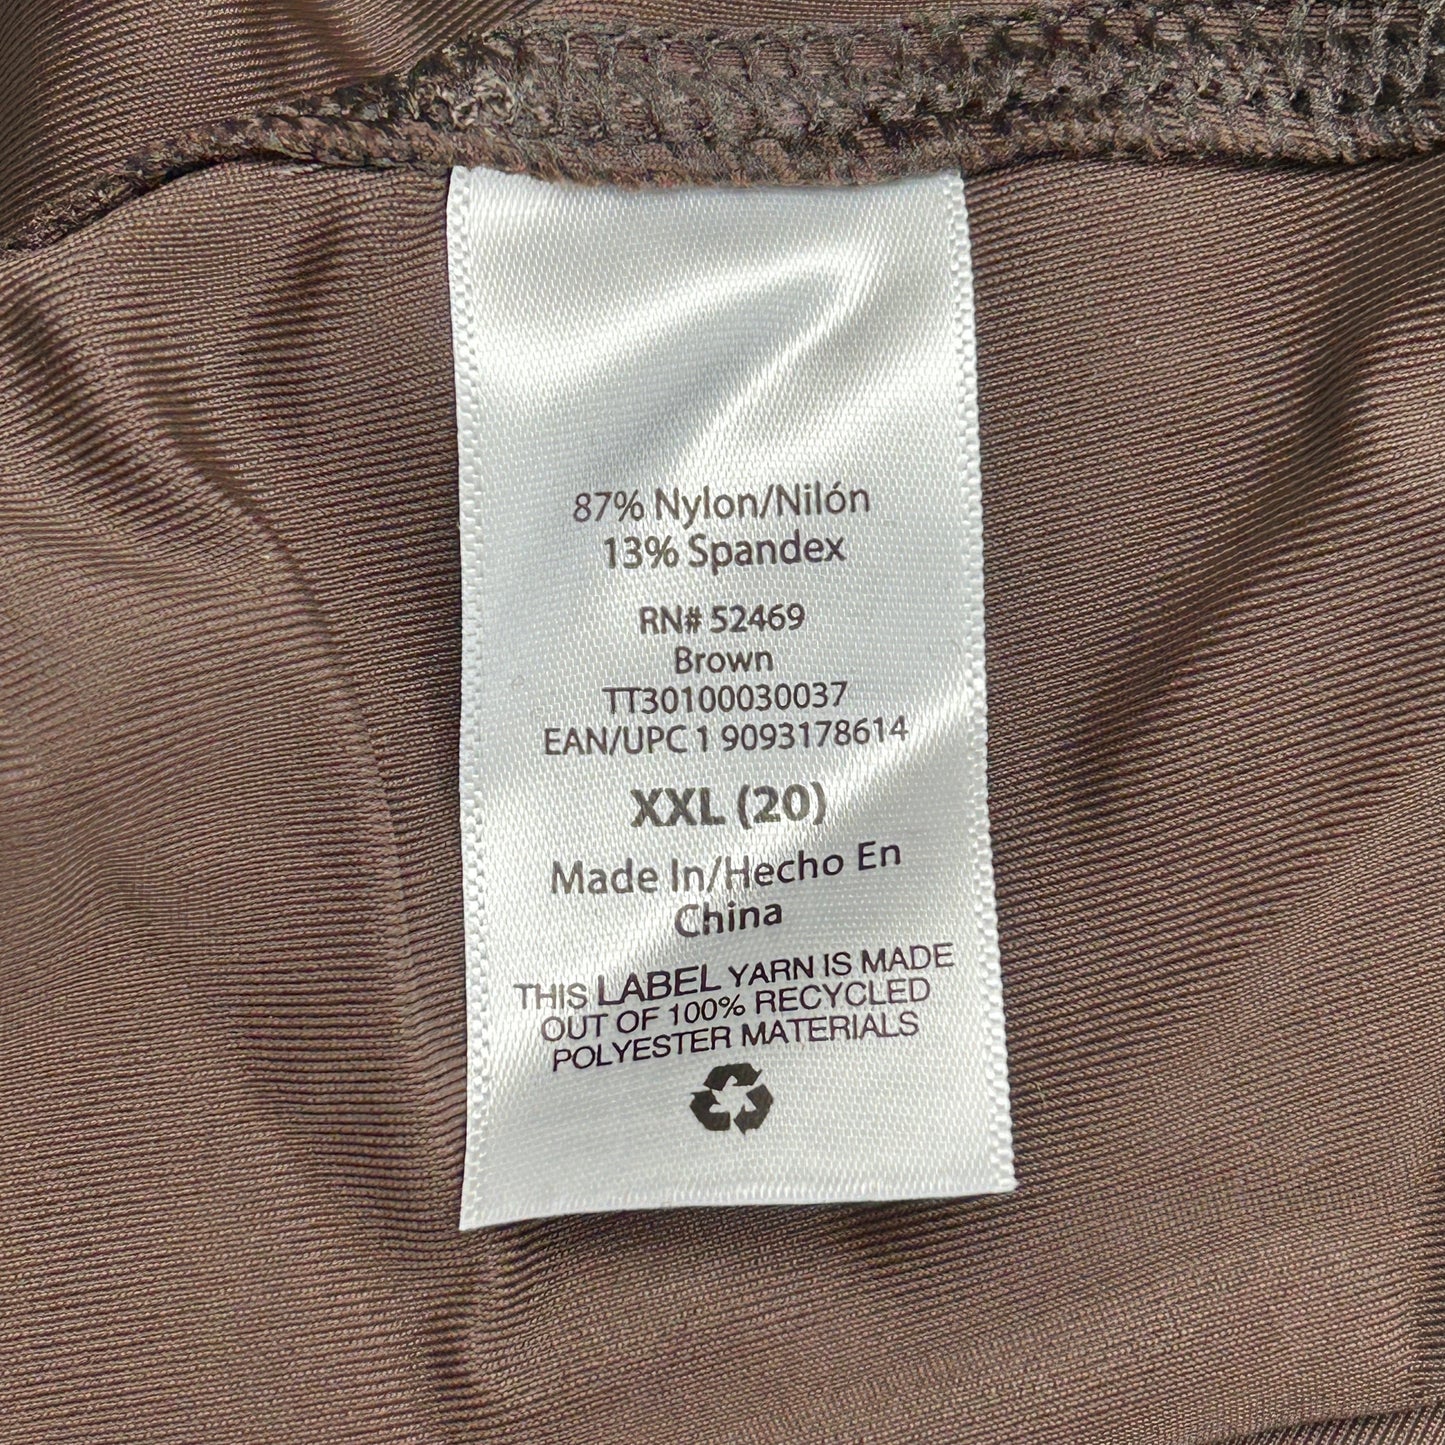 87% Nylon/Nilón
13% Spandex
RN# 52469
Brown
TT30100030037
EAN/UPC 1 9093178614
XXL (20)
Made In/Hecho En
China
THIS LABEL YARN IS MADE
OUT OF 100% RECYCLED
POLYESTER MATERIALS